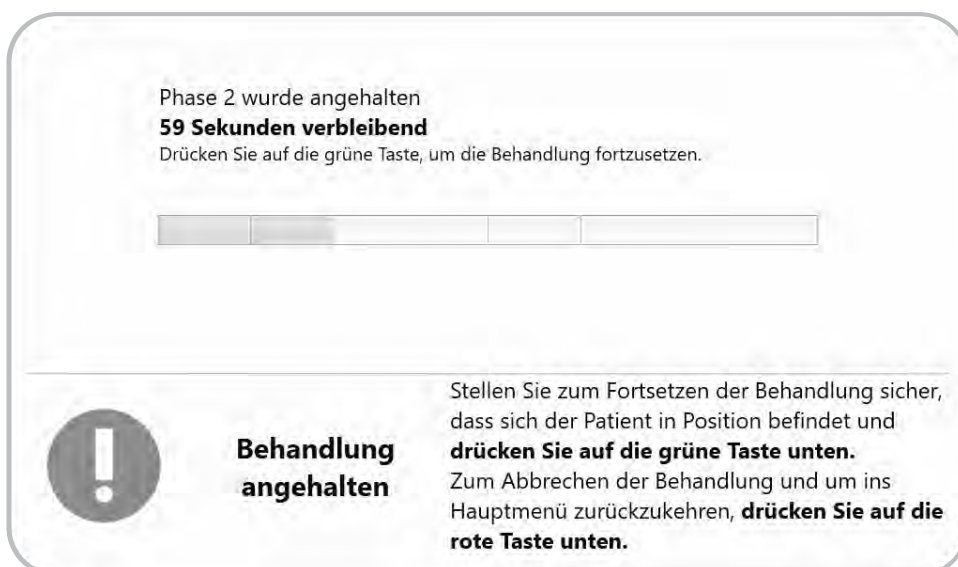 Phase 2 wurde angehalten
59 Sekunden verbleibend
Drücken Sie auf die grüne Taste, um die Behandlung fortzusetzen.
Behandlung
angehalten
Stellen Sie zum Fortsetzen der Behandlung sicher,
dass sich der Patient in Position befindet und
drücken Sie auf die grüne Taste unten.
Zum Abbrechen der Behandlung und um ins
Hauptmenü zurückzukehren, drücken Sie auf die
rote Taste unten.